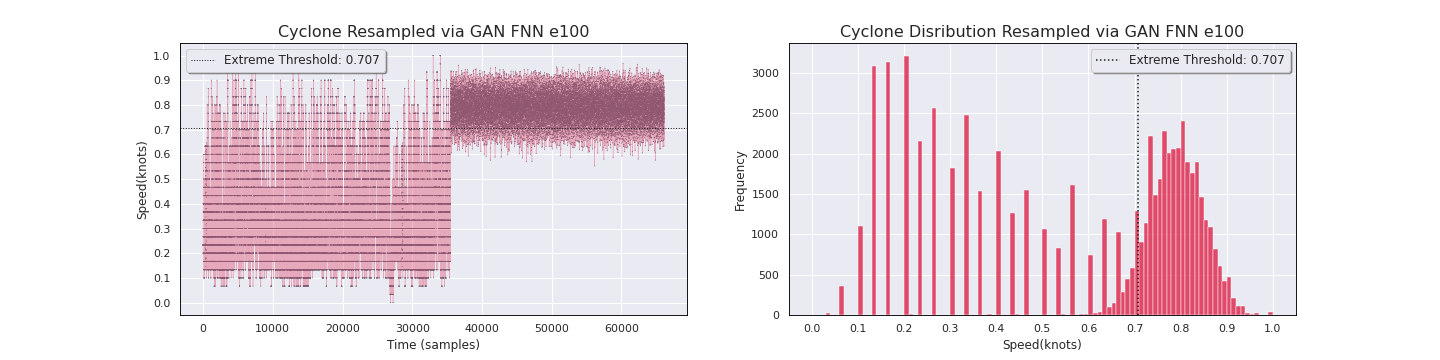 Cyclone Resampled via GAN FNN e100
Extreme Threshold: 0.707
1.0
0.9
0.8
0.7
0.6
0.5
0.4
0.3
0.2
0.1
0.0
Speed(knots)
0 10000 20000 30000 40000 50000 60000
Time (samples)
Cyclone Disribution Resampled via GAN FNN e100
Extreme Threshold: 0.707
3000
2500
2000
1500
1000
500
0
Frequency
0.0 0.1 0.2 0.3 0.4 0.5 0.6 0.7 0.8 0.9 1.0
Speed(knots)